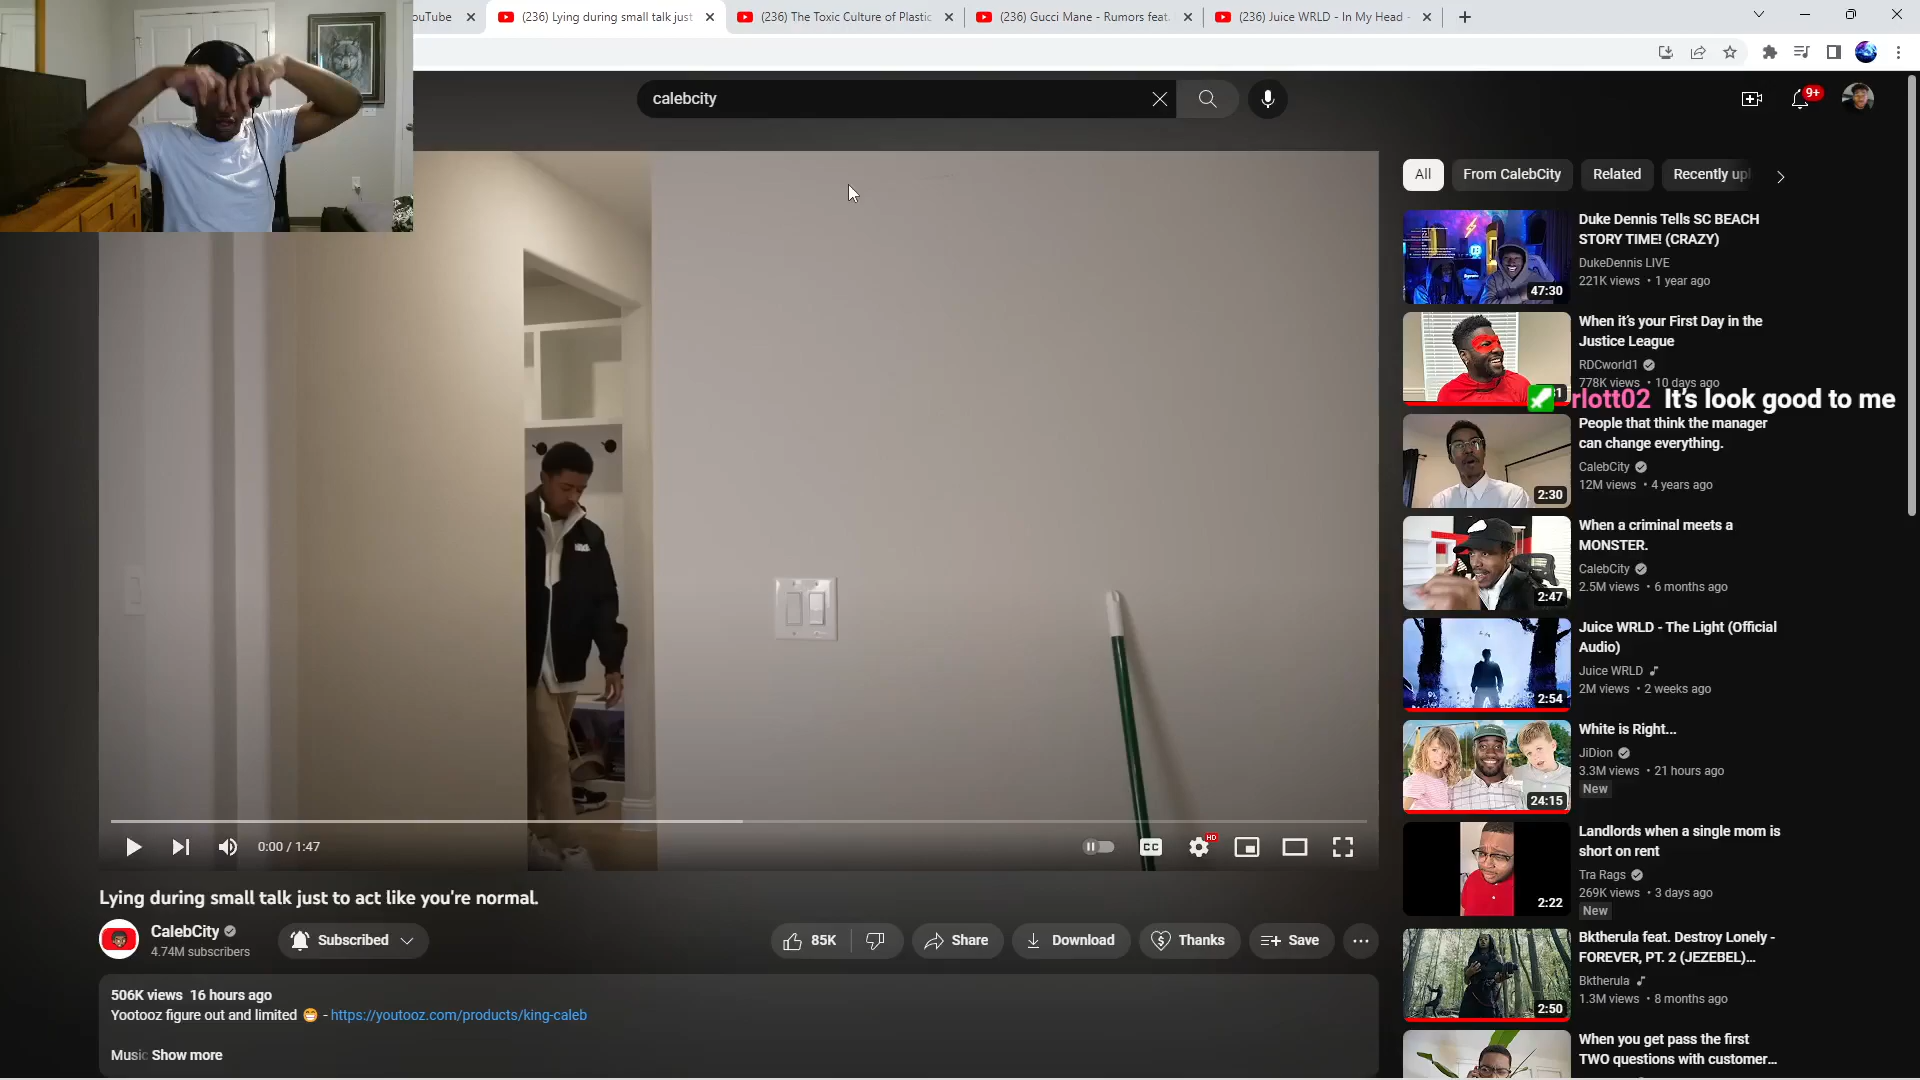 ouTube
(236) Lying during small talk just
(236) The Toxic Culture of Plastic
(236) Gucci Mane - Rumors feat.
(236) Juice WRLD - In My Head -
calebcity
9+
All
From CalebCity
Related
Recently upl
Duke Dennis Tells SC BEACH
STORY TIME! (CRAZY)
DukeDennis LIVE
221K views • 1 year ago
47:30
When it's your First Day in the
Justice League
RDCworld1
778K views • 10 days ago
rlott02 It's look good to me
People that think the manager
can change everything.
CalebCity
12M views • 4 years ago
2:30
When a criminal meets a
MONSTER.
CalebCity
2.5M views • 6 months ago
2:47
Juice WRLD - The Light (Official
Audio)
Juice WRLD
2M views • 2 weeks ago
2:54
White is Right...
JiDion
3.3M views • 21 hours ago
New
24:15
Landlords when a single mom is
short on rent
Tra Rags
269K views • 3 days ago
New
2:22
Bktherula feat. Destroy Lonely -
FOREVER, PT. 2 (JEZEBEL)...
Bktherula
1.3M views • 8 months ago
2:50
When you get pass the first
TWO questions with customer...
0:00 / 1:47
CC
HD
Lying during small talk just to act like you're normal.
CalebCity
4.74M subscribers
Subscribed
85K
Share
Download
Thanks
Save
506K views 16 hours ago
Yootooz figure out and limited 😁 - https://youtooz.com/products/king-caleb
Music Show more